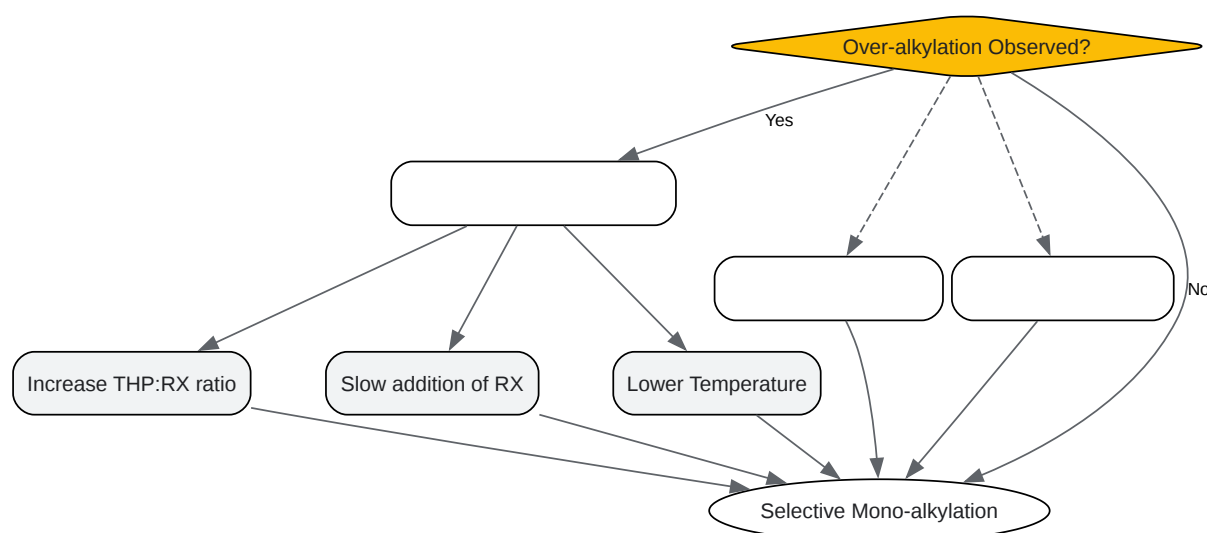 Over-alkylation Observed?
Yes
No
Increase THP:RX ratio
Slow addition of RX
Lower Temperature
Selective Mono-alkylation